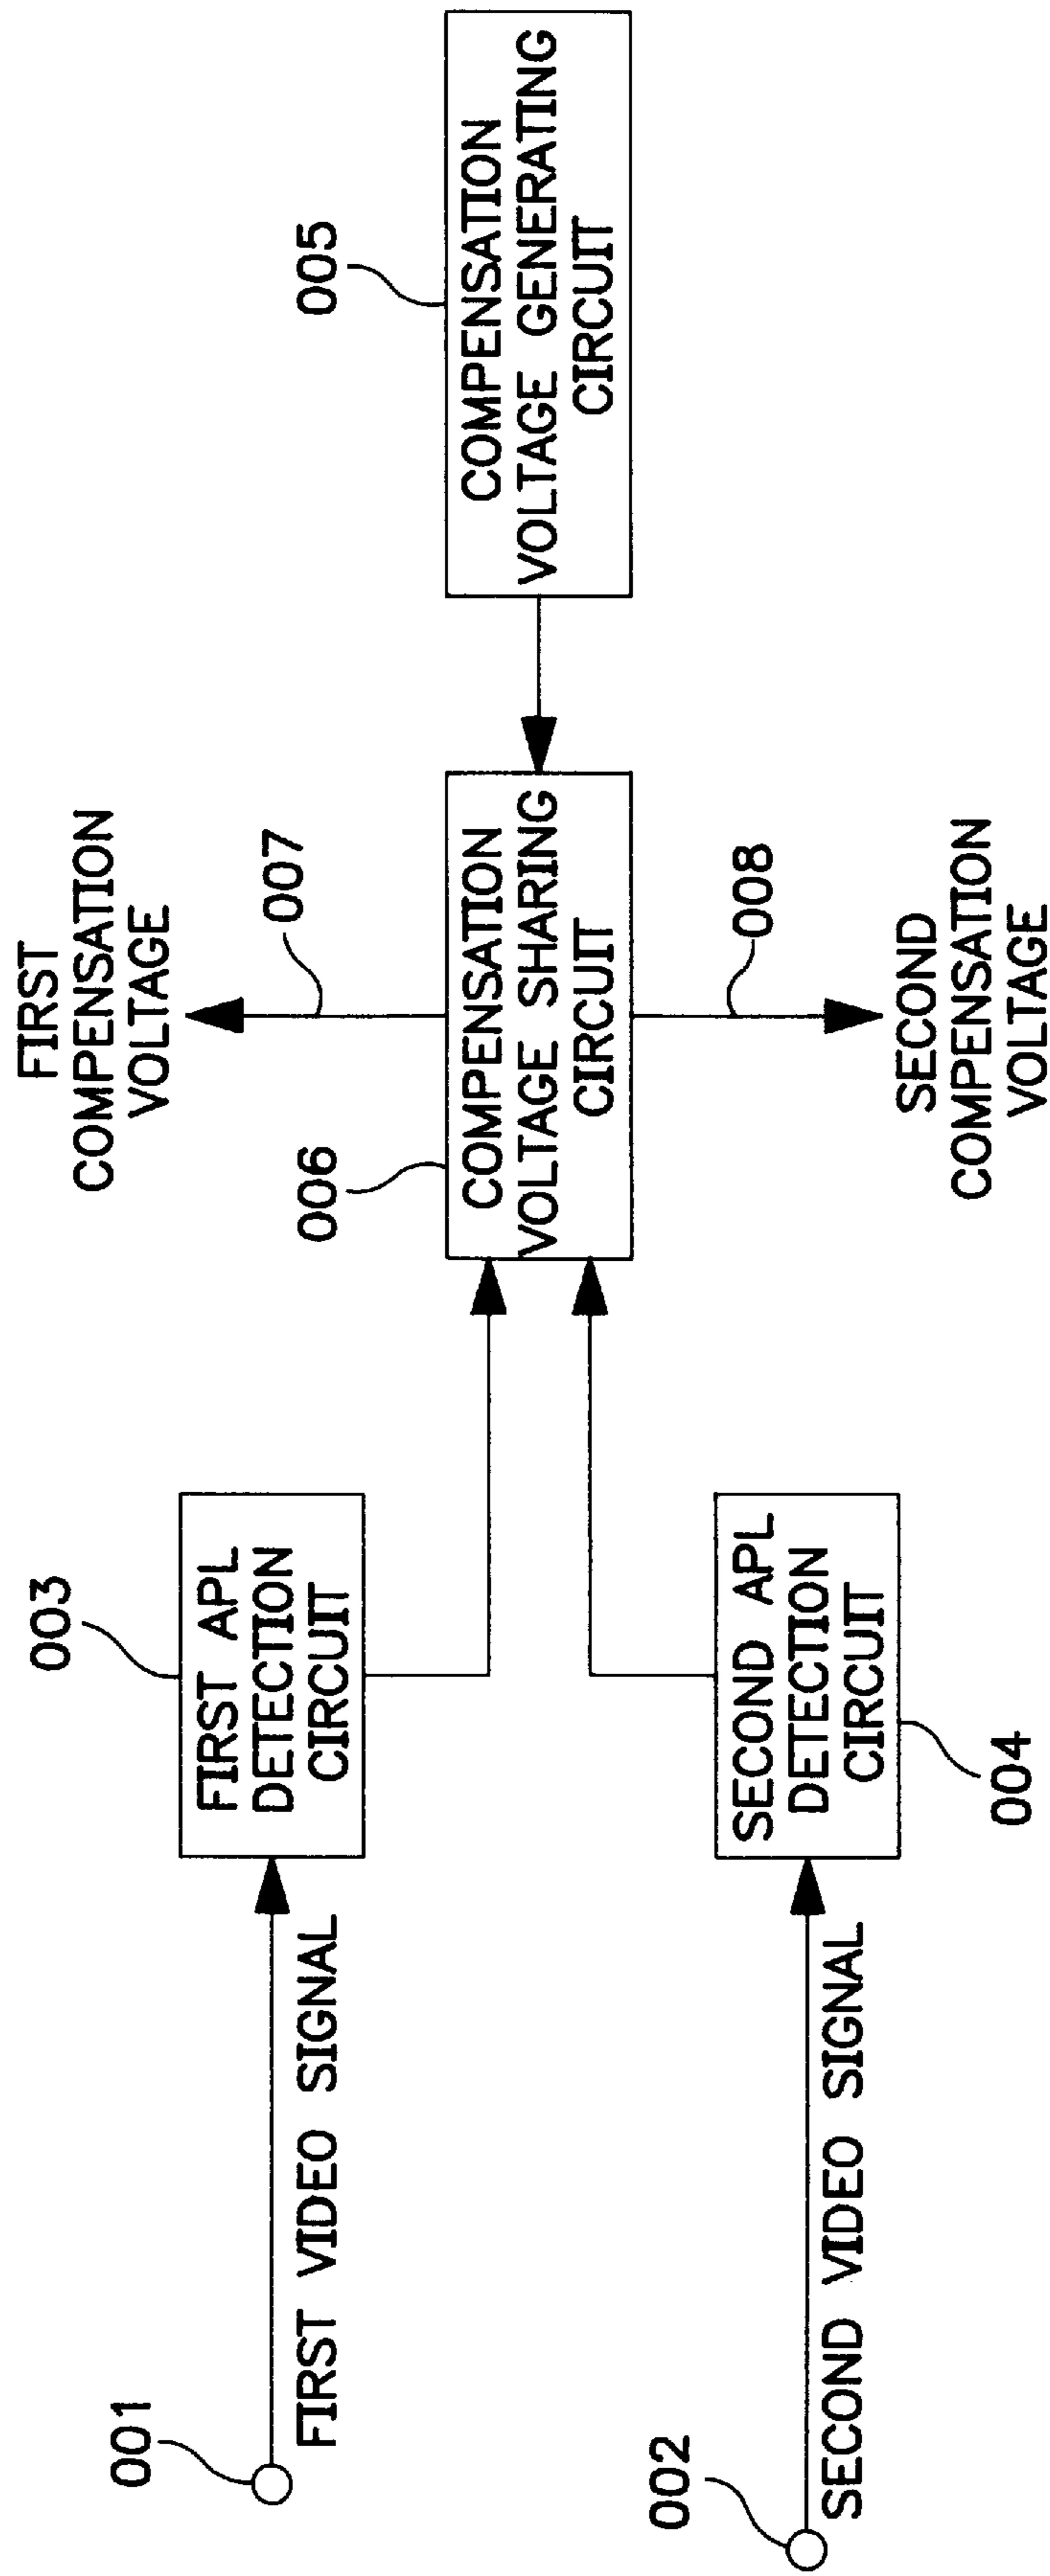 001
FIRST VIDEO SIGNAL
003
FIRST APL
DETECTION
CIRCUIT
002
SECOND VIDEO SIGNAL
SECOND APL
DETECTION
CIRCUIT
004
FIRST
COMPENSATION
VOLTAGE
007
006
COMPENSATION
VOLTAGE SHARING
CIRCUIT
008
SECOND
COMPENSATION
VOLTAGE
005
COMPENSATION
VOLTAGE GENERATING
CIRCUIT